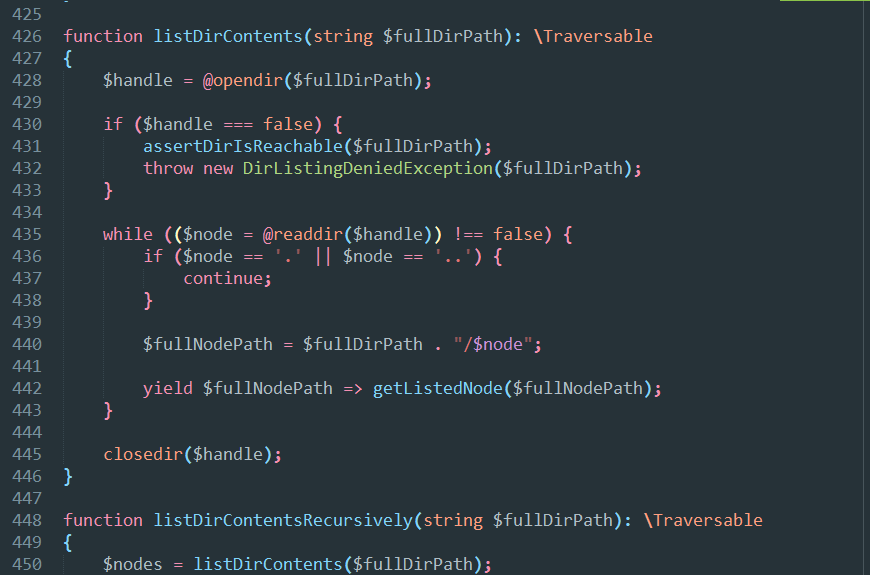 425
426 function listDirContents(string $fullDirPath): \Traversable
427 {
428     $handle = @opendir($fullDirPath);
429
430     if ($handle === false) {
431         assertDirIsReachable($fullDirPath);
432         throw new DirListingDeniedException($fullDirPath);
433     }
434
435     while (($node = @readdir($handle)) !== false) {
436         if ($node == '.' || $node == '..') {
437             continue;
438         }
439
440         $fullNodePath = $fullDirPath . "/$node";
441
442         yield $fullNodePath => getListedNode($fullNodePath);
443     }
444
445     closedir($handle);
446 }
447
448 function listDirContentsRecursively(string $fullDirPath): \Traversable
449 {
450     $nodes = listDirContents($fullDirPath);